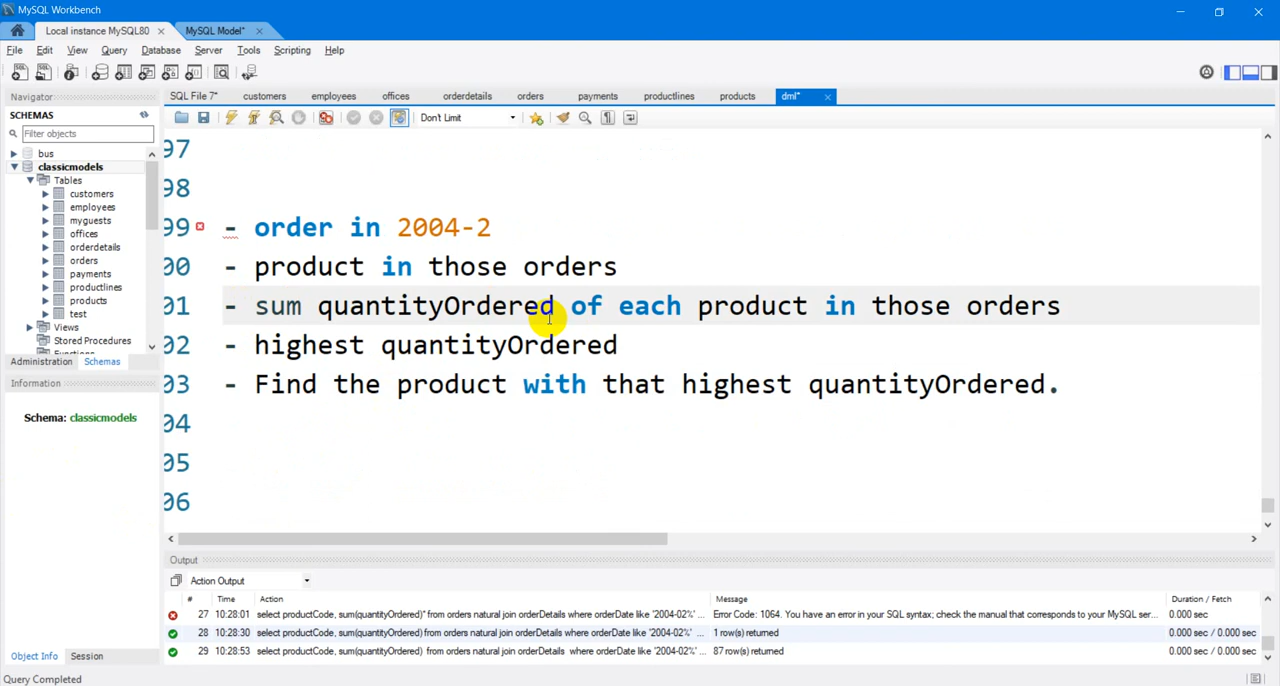 MySQL Workbench
Local instance MySQL80
MySQL Model*
File Edit View Query Database Server Tools Scripting Help
Navigator
SCHEMAS
Filter objects
bus
classicmodels
Tables
customers
employees
myguests
offices
orderdetails
orders
payments
productlines
products
test
Views
Stored Procedures
Administration Schemas
Information
Schema: classicmodels
Object Info Session
SQL File 7* customers employees offices orderdetails orders payments productlines products dml*
Don't Limit
97
98
99 - order in 2004-2
00 - product in those orders
01 - sum quantityOrdered of each product in those orders
02 - highest quantityOrdered
03 - Find the product with that highest quantityOrdered.
04
05
06
Output
Action Output
# Time Action Message Duration / Fetch
27 10:28:01 select productCode, sum(quantityOrdered)" from orders natural join orderDetails where orderDate like '2004-02%' ... Error Code: 1064. You have an error in your SQL syntax; check the manual that corresponds to your MySQL ser... 0.000 sec
28 10:28:30 select productCode, sum(quantityOrdered) from orders natural join orderDetails where orderDate like '2004-02%' ... 1 row(s) returned 0.000 sec / 0.000 sec
29 10:28:53 select productCode, sum(quantityOrdered) from orders natural join orderDetails where orderDate like '2004-02%' ... 87 row(s) returned 0.000 sec / 0.000 sec
Query Completed